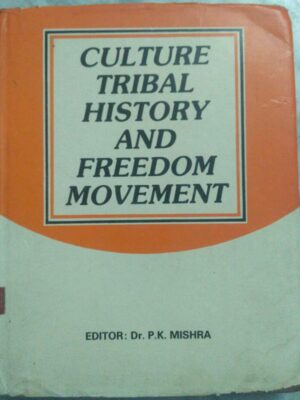 CULTURE
TRIBAL
HISTORY
AND
FREEDOM
MOVEMENT
EDITOR: Dr. P.K. MISHRA